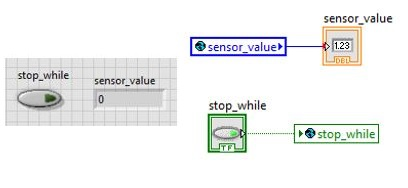 stop_while
sensor_value
0
sensor_value
sensor_value
1.23
DBL
stop_while
TF
stop_while